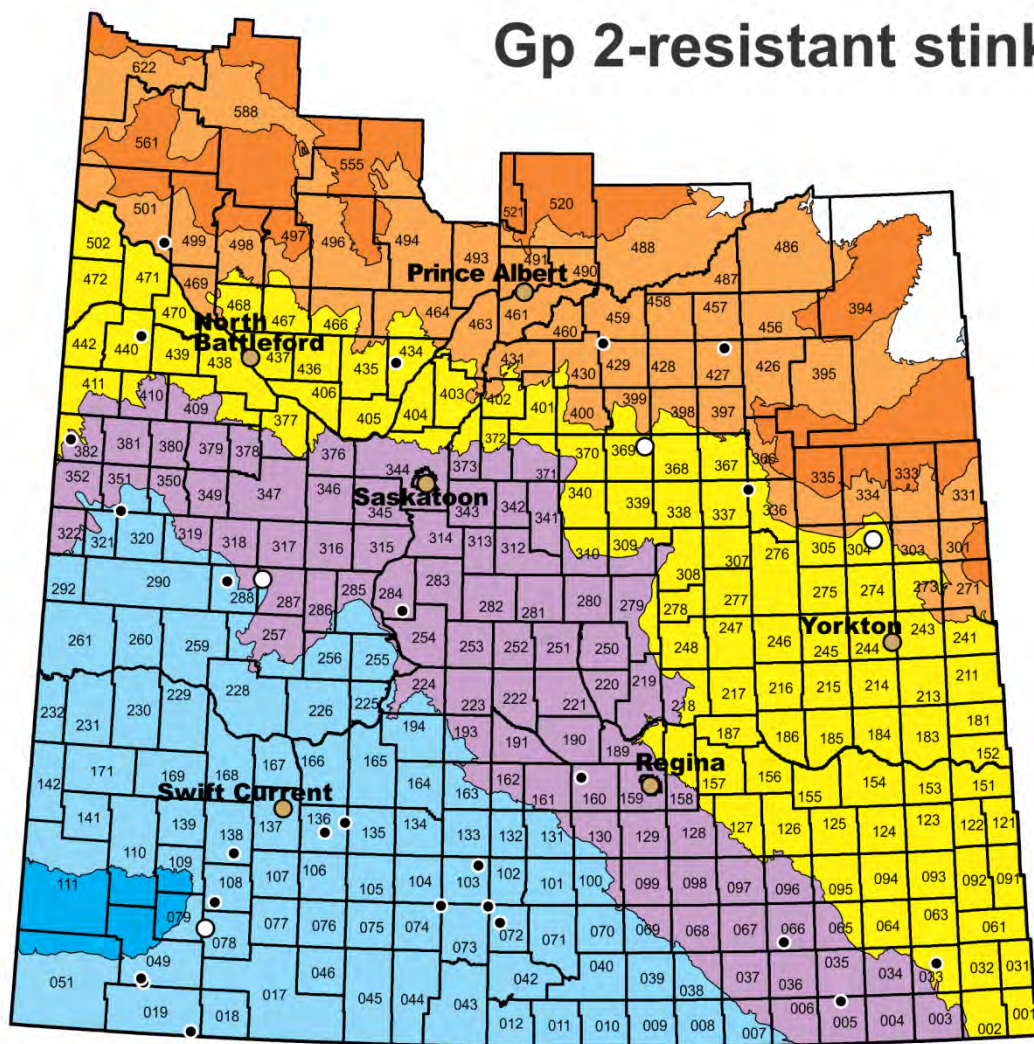 Gp 2-resistant stink
622
588
561
555
520
521
501
502 499 498 497 496 494 493 491 490 488 487 486
472 471 470 469 468 467 466 464 463 461 460 459 458 457 456 394
Prince Albert
North
Battleford
442 440 439 438 437 436 435 434 431 430 429 428 427 426 395
411 410 409 377 406 405 404 403 402 401 400 399 398 397
382 381 380 379 378 376 344 373 372 371 370 369 368 367 366 335 334 333 331
Saskatoon
352 351 350 349 347 346 345 343 342 341 340 339 338 337 336
322 321 320 319 318 317 316 315 314 313 312 310 309 307 276 305 304 303 301
292 290 288 287 286 285 284 283 282 281 280 279 308 278 277 275 274 273 271
Yorkton
261 260 259 257 256 255 254 253 252 251 250 248 247 246 245 244 243 241
232 231 230 229 228 226 225 224 223 222 221 220 219 218 217 216 215 214 213 211
194 193 191 190 189 187 186 185 184 183 181
Regina
142 171 169 168 167 166 165 164 163 162 161 160 159 158 157 156 155 154 153 152 151
Swift Current
141 139 138 137 136 135 134 133 132 131 130 129 128 127 126 125 124 123 122 121
111 110 109 108 107 106 105 104 103 102 101 100 099 098 097 096 095 094 093 092 091
079 078 077 076 075 074 073 072 071 070 069 068 067 066 065 064 063 061
051 049 046 045 044 043 042 040 039 038 037 036 035 034 033 032 031
019 018 017 012 011 010 009 008 007 006 005 004 003 002 001